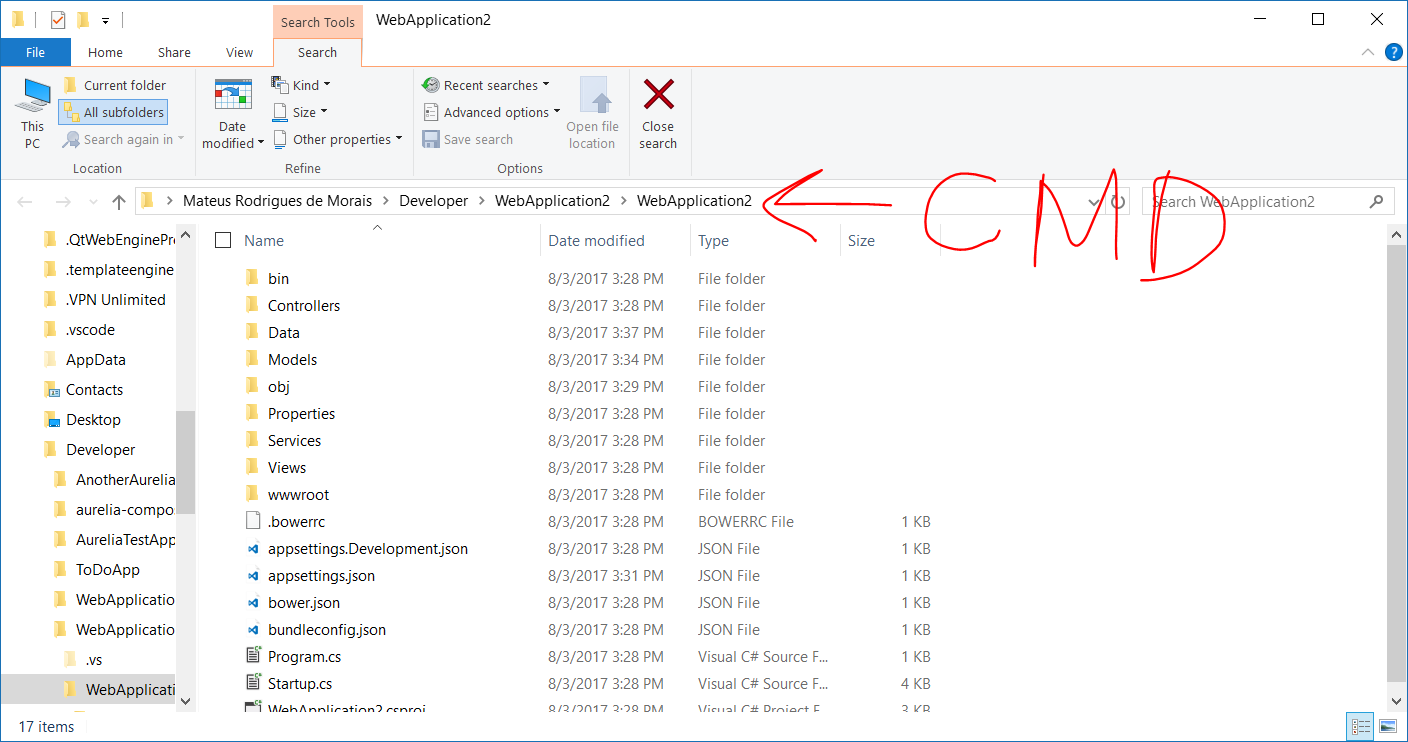 Search Tools WebApplication2
File Home Share View Search
This PC
Current folder
All subfolders
Search again in
Location
Date modified
Kind
Size
Other properties
Refine
Recent searches
Advanced options
Save search
Options
Open file location
Close search
Mateus Rodrigues de Morais Developer WebApplication2 WebApplication2
CMD
Search WebApplication2
.QtWebEnginePro
.templateengine
.VPN Unlimited
.vscode
AppData
Contacts
Desktop
Developer
AnotherAurelia
aurelia-compo
AureliaTestApp
ToDoApp
WebApplicatio
WebApplicatio
.vs
WebApplicati
Name Date modified Type Size
bin 8/3/2017 3:28 PM File folder
Controllers 8/3/2017 3:28 PM File folder
Data 8/3/2017 3:37 PM File folder
Models 8/3/2017 3:34 PM File folder
obj 8/3/2017 3:29 PM File folder
Properties 8/3/2017 3:28 PM File folder
Services 8/3/2017 3:28 PM File folder
Views 8/3/2017 3:28 PM File folder
wwwroot 8/3/2017 3:28 PM File folder
.bowerrc 8/3/2017 3:28 PM BOWERRC File 1 KB
appsettings.Development.json 8/3/2017 3:28 PM JSON File 1 KB
appsettings.json 8/3/2017 3:31 PM JSON File 1 KB
bower.json 8/3/2017 3:28 PM JSON File 1 KB
bundleconfig.json 8/3/2017 3:28 PM JSON File 1 KB
Program.cs 8/3/2017 3:28 PM Visual C# Source F... 1 KB
Startup.cs 8/3/2017 3:28 PM Visual C# Source F... 4 KB
WebApplication2.csproj 8/3/2017 3:28 PM Visual C# Project F 3 KB
17 items